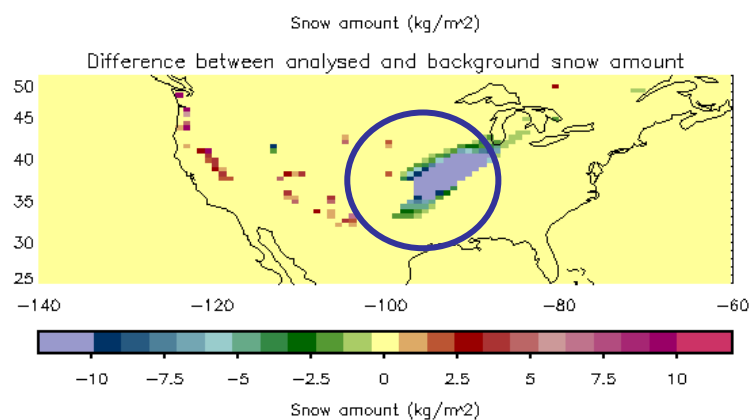 Snow amount (kg/m^2)
Difference between analysed and background snow amount
50
45
40
35
30
25
-140 -120 -100 -80 -60
-10 -7.5 -5 -2.5 0 2.5 5 7.5 10
Snow amount (kg/m^2)